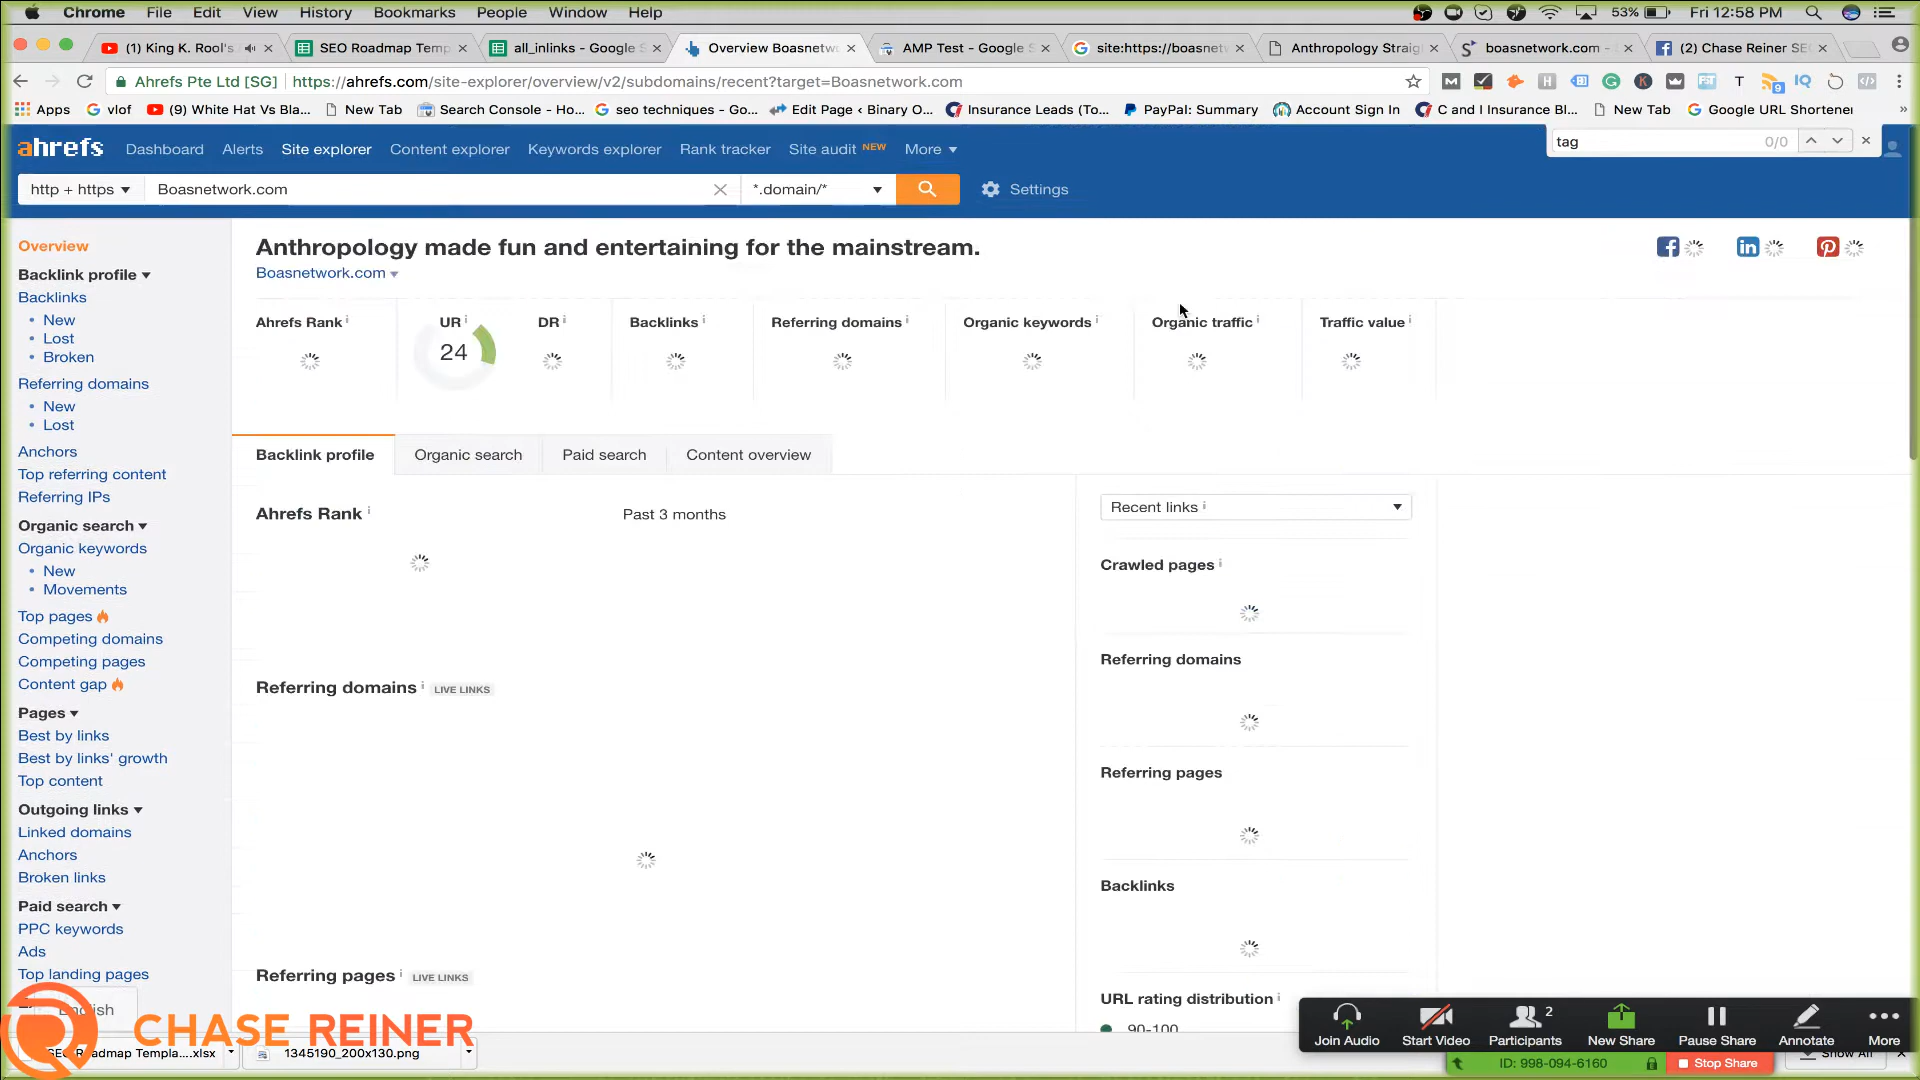 Chrome File Edit View History Bookmarks People Window Help 53% Fri 12:58 PM
(1) King K. Rool's SEO Roadmap Temp all_inlinks - Google S Overview Boasnetw AMP Test - Google S site:https://boasnet Anthropology Straig boasnetwork.com - (2) Chase Reiner SE
Ahrefs Pte Ltd [SG] https://ahrefs.com/site-explorer/overview/v2/subdomains/recent?target=Boasnetwork.com
Apps vlof (9) White Hat Vs Bla... New Tab Search Console - Ho... seo techniques - Go... Edit Page ‹ Binary O... Insurance Leads (To... PayPal: Summary Account Sign In C and I Insurance Bl... New Tab Google URL Shortener »
ahrefs Dashboard Alerts Site explorer Content explorer Keywords explorer Rank tracker Site audit NEW More
tag 0/0
http + https Boasnetwork.com *.domain/* Settings
Overview
Backlink profile
Backlinks
• New
• Lost
• Broken
Referring domains
• New
• Lost
Anchors
Top referring content
Referring IPs
Organic search
Organic keywords
• New
• Movements
Top pages
Competing domains
Competing pages
Content gap
Pages
Best by links
Best by links' growth
Top content
Outgoing links
Linked domains
Anchors
Broken links
Paid search
PPC keywords
Ads
Top landing pages
English
Anthropology made fun and entertaining for the mainstream.
Boasnetwork.com
Ahrefs Rank UR DR Backlinks Referring domains Organic keywords Organic traffic Traffic value
24
Backlink profile Organic search Paid search Content overview
Ahrefs Rank Past 3 months
Referring domains LIVE LINKS
Referring pages LIVE LINKS
Recent links
Crawled pages
Referring domains
Referring pages
Backlinks
URL rating distribution
90-100
CHASE REINER
Join Audio Start Video Participants 2 New Share Pause Share Annotate More
ID: 998-094-6160 Stop Share
Roadmap Templa....xlsx 1345190_200x130.png Show All